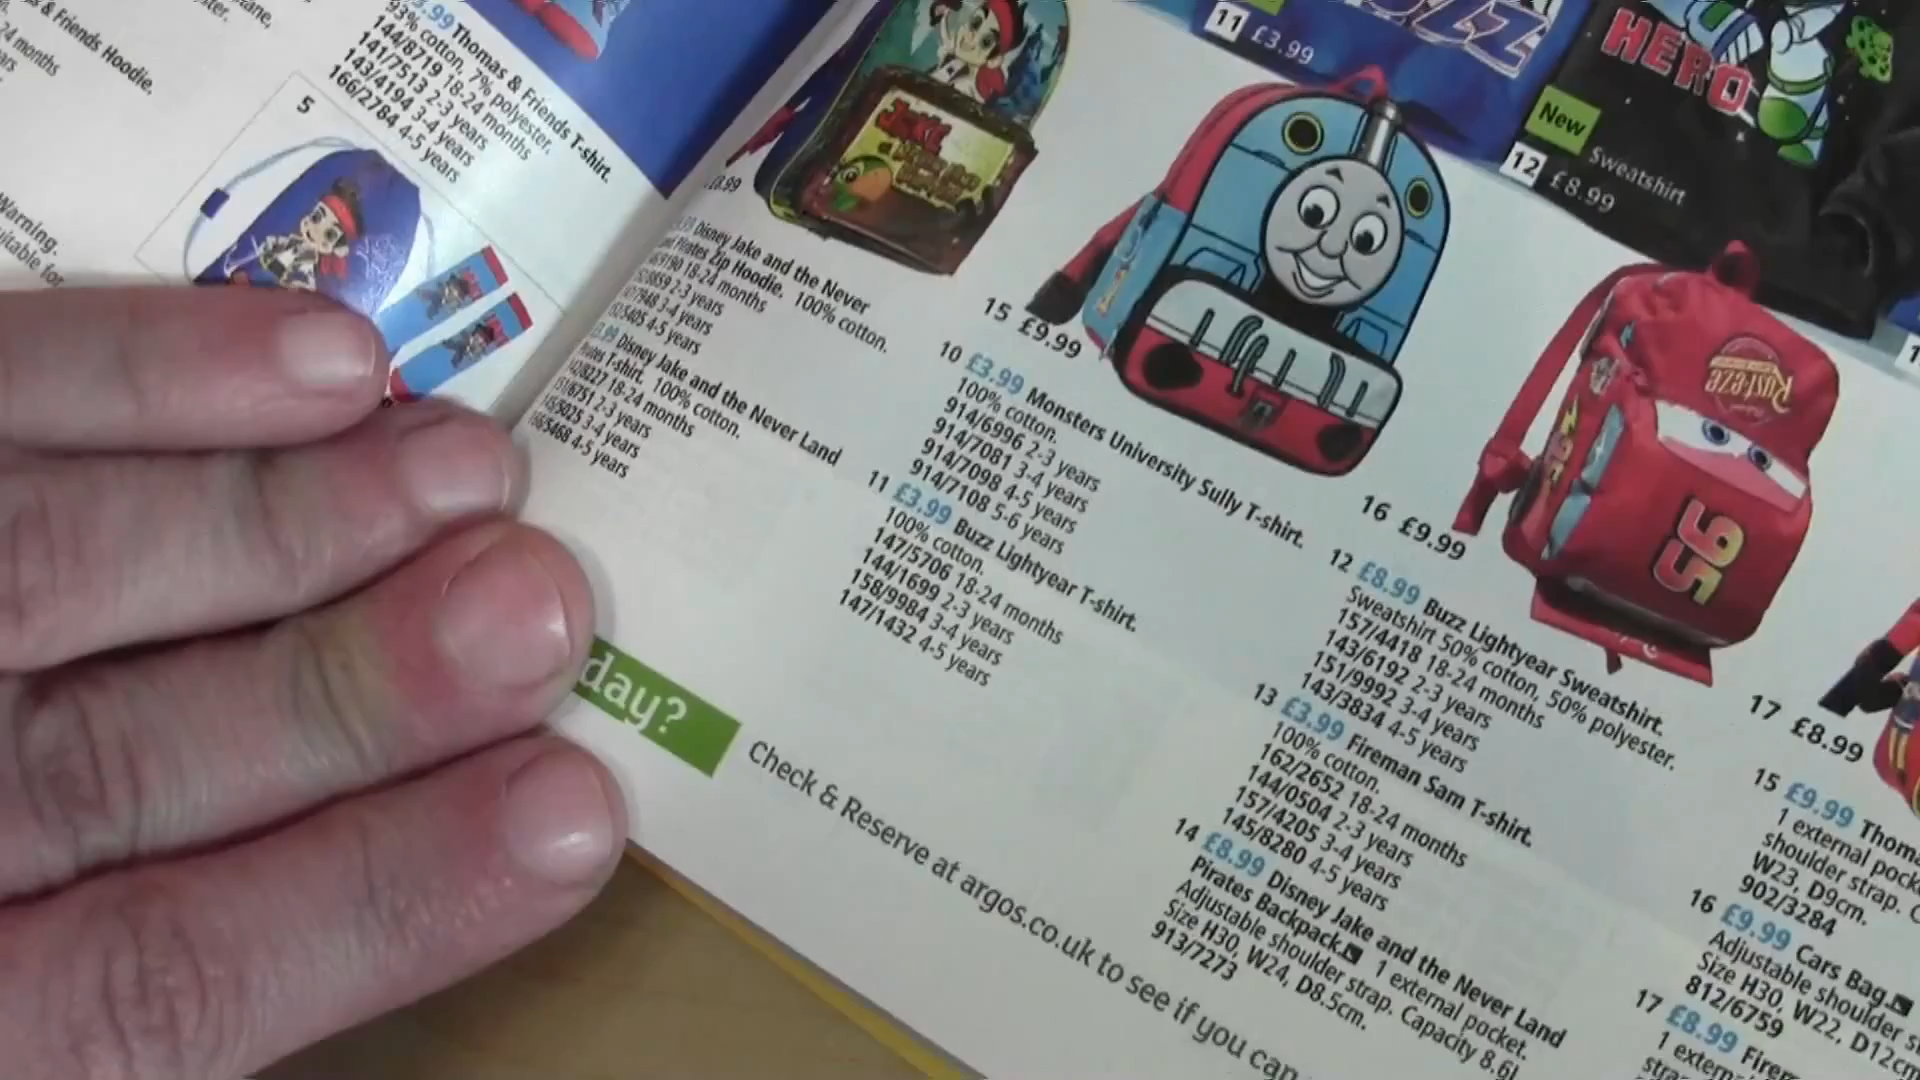 & Friends Hoodie.
24 months
Warning.
£3.99 Thomas & Friends T-shirt.
93% cotton, 7% polyester.
144/8719 18-24 months
141/7513 2-3 years
143/4194 3-4 years
166/2784 4-5 years
5
11 £3.99
HERO
New
Sweatshirt
12 £8.99
Disney Jake and the Never
Zip Hoodie. 100% cotton.
18-24 months
2-3 years
3-4 years
4-5 years
Disney Jake and the Never Land
T-shirt. 100% cotton.
18-24 months
2-3 years
3-4 years
4-5 years
15 £9.99
10 £3.99 Monsters University Sully T-shirt.
100% cotton.
914/6996 2-3 years
914/7081 3-4 years
914/7098 4-5 years
914/7108 5-6 years
11 £3.99 Buzz Lightyear T-shirt.
100% cotton.
147/5706 18-24 months
144/1699 2-3 years
158/9984 3-4 years
147/1432 4-5 years
Rust-eze
95
16 £9.99
12 £8.99 Buzz Lightyear Sweatshirt.
Sweatshirt 50% cotton, 50% polyester.
157/4418 18-24 months
143/6192 2-3 years
151/9992 3-4 years
143/3834 4-5 years
13 £3.99 Fireman Sam T-shirt.
100% cotton.
162/2652 18-24 months
144/0504 2-3 years
157/4205 3-4 years
145/8280 4-5 years
14 £8.99 Disney Jake and the Never Land
Pirates Backpack. 1 external pocket.
Adjustable shoulder strap. Capacity 8.6l
Size H30, W24, D8.5cm.
913/7273
17 £8.99
15 £9.99
1 external
shoulder strap.
W23, D9cm.
902/3284
16 £9.99 Cars Bag.
Adjustable shoulder
Size H30, W22, D12cm
812/6759
17 £8.99
1
day?
Check & Reserve at argos.co.uk to see if you can